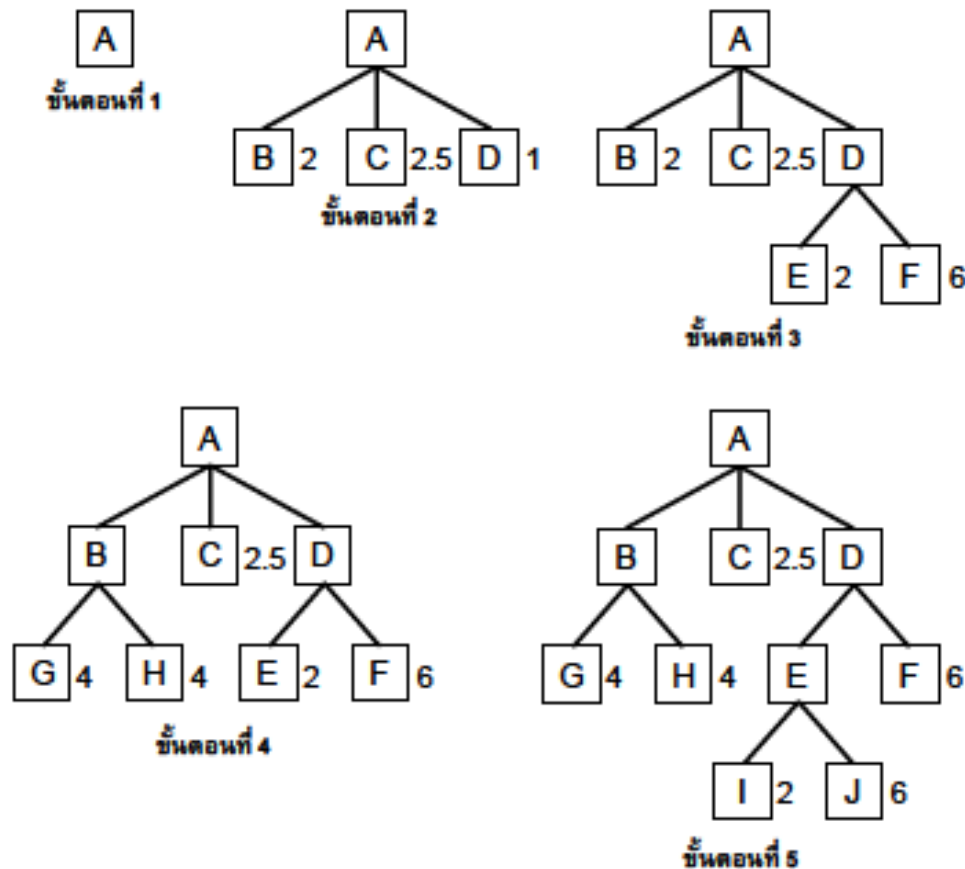 A A A
ขั้นตอนที่ 1
B 2 C 2.5 D 1 B 2 C 2.5 D
ขั้นตอนที่ 2
E 2 F 6
ขั้นตอนที่ 3
A A
B C 2.5 D B C 2.5 D
G 4 H 4 E 2 F 6 G 4 H 4 E F 6
ขั้นตอนที่ 4
I 2 J 6
ขั้นตอนที่ 5